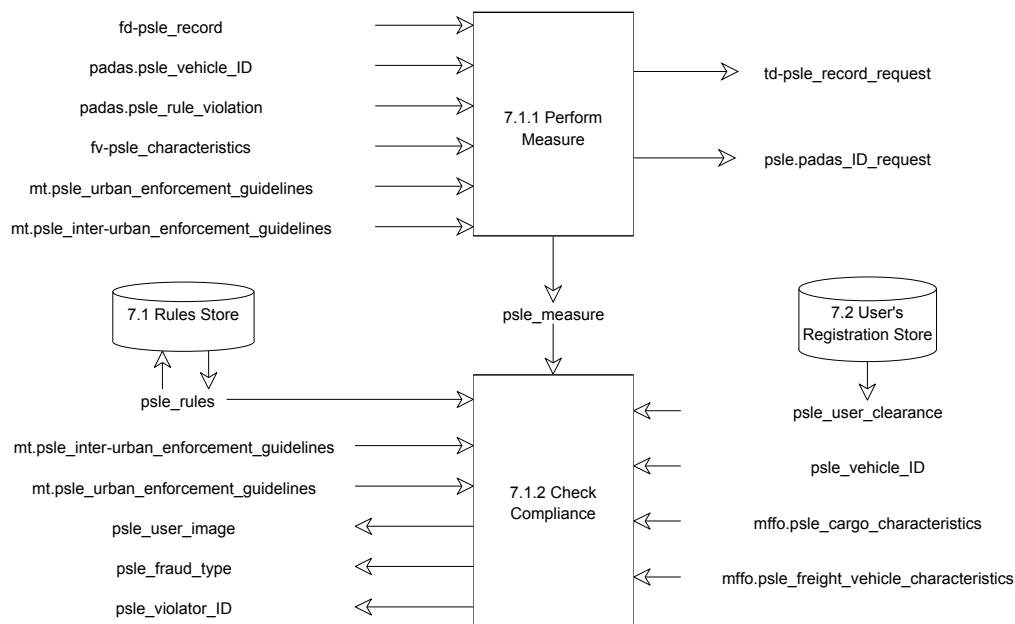 fd-psle_record
padas.psle_vehicle_ID
padas.psle_rule_violation
fv-psle_characteristics
mt.psle_urban_enforcement_guidelines
mt.psle_inter-urban_enforcement_guidelines
7.1.1 Perform
Measure
td-psle_record_request
psle.padas_ID_request
psle_measure
7.1 Rules Store
psle_rules
7.2 User's
Registration Store
psle_user_clearance
mt.psle_inter-urban_enforcement_guidelines
mt.psle_urban_enforcement_guidelines
psle_user_image
psle_fraud_type
psle_violator_ID
7.1.2 Check
Compliance
psle_vehicle_ID
mffo.psle_cargo_characteristics
mffo.psle_freight_vehicle_characteristics